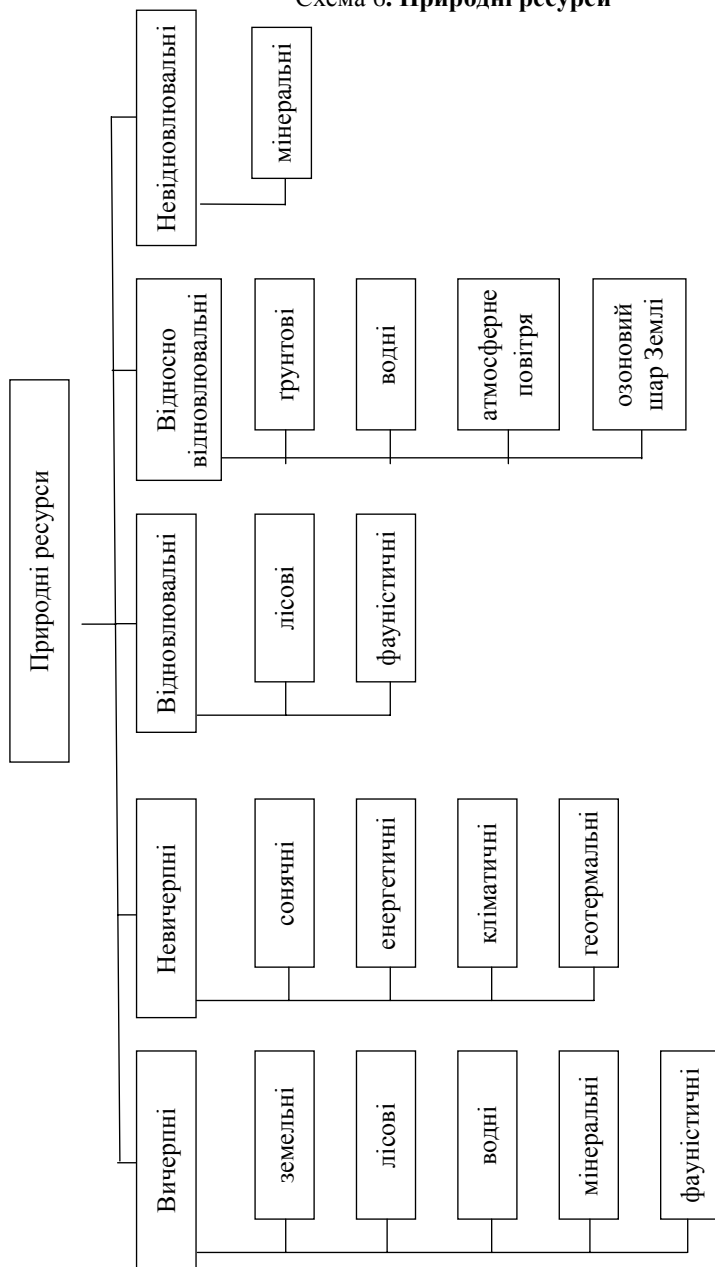 Схема 6. Природні ресурси
Природні ресурси
Вичерпні
земельні
лісові
водні
мінеральні
фауністичні
Невичерпні
сонячні
енергетичні
кліматичні
геотермальні
Відновлювальні
лісові
фауністичні
Відносно
відновлювальні
ґрунтові
водні
атмосферне
повітря
озоновий
шар Землі
Невідновлювальні
мінеральні